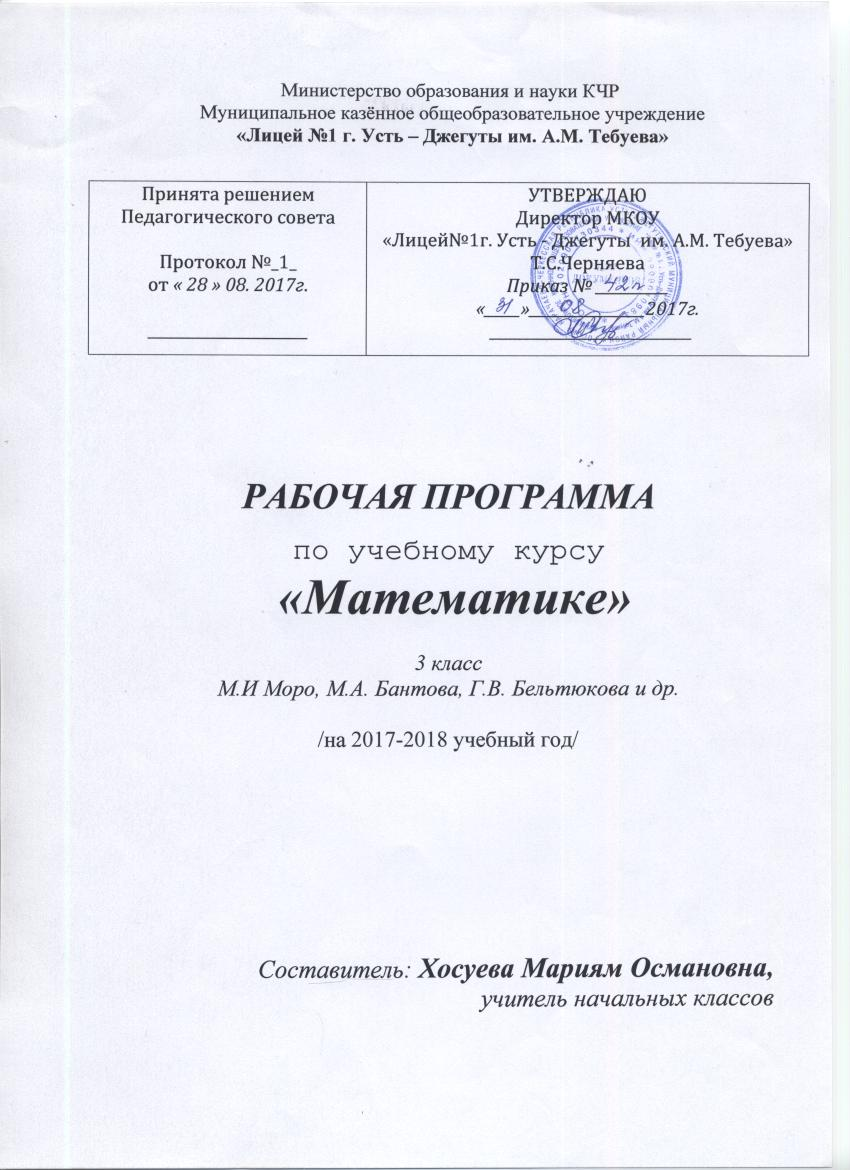 Министерство образования и науки КЧР
Муниципальное казённое общеобразовательное учреждение
«Лицей №1 г. Усть – Джегуты им. А.М. Тебуева»
Принята решением
Педагогического совета
Протокол №_1_
от « 28 » 08. 2017г.
УТВЕРЖДАЮ
Директор МКОУ
«Лицей№1г. Усть - Джегуты им. А.М. Тебуева»
Т.С.Черняева
Приказ № 42
« 31 » 08 2017г.
РАБОЧАЯ ПРОГРАММА
по учебному курсу
«Математике»
3 класс
М.И Моро, М.А. Бантова, Г.В. Бельтюкова и др.
/на 2017-2018 учебный год/
Составитель: Хосуева Мариям Османовна,
учитель начальных классов